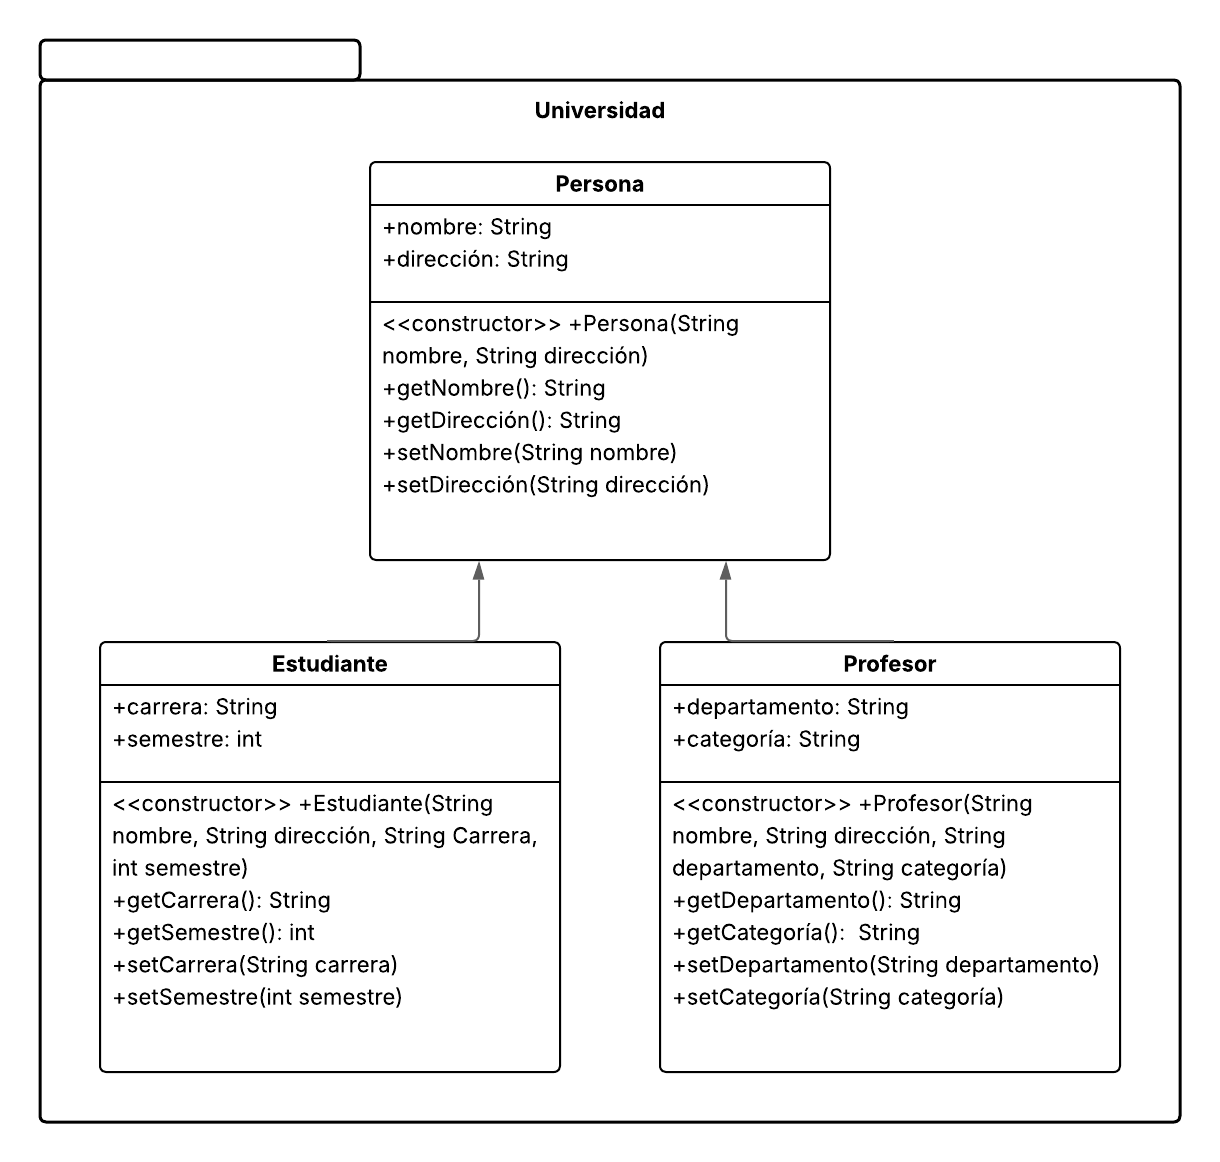 Universidad
Persona
+nombre: String
+dirección: String
<<constructor>> +Persona(String
nombre, String dirección)
+getNombre(): String
+getDirección(): String
+setNombre(String nombre)
+setDirección(String dirección)
Estudiante
+carrera: String
+semestre: int
<<constructor>> +Estudiante(String
nombre, String dirección, String Carrera,
int semestre)
+getCarrera(): String
+getSemestre(): int
+setCarrera(String carrera)
+setSemestre(int semestre)
Profesor
+departamento: String
+categoría: String
<<constructor>> +Profesor(String
nombre, String dirección, String
departamento, String categoría)
+getDepartamento(): String
+getCategoría():  String
+setDepartamento(String departamento)
+setCategoría(String categoría)